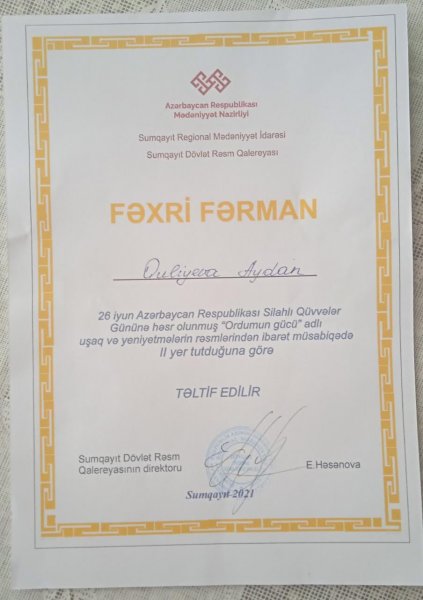 Azərbaycan Respublikası
Mədəniyyət Nazirliyi
Sumqayıt Regional Mədəniyyət İdarəsi
Sumqayıt Dövlət Rəsm Qalereyası
FƏXRİ FƏRMAN
Quliyeva Aydan
26 iyun Azərbaycan Respublikası Silahlı Qüvvələr
Gününə həsr olunmuş "Ordumun gücü" adlı
uşaq və yeniyetmələrin rəsmlərindən ibarət müsabiqədə
II yer tutduğuna görə
TƏLTİF EDİLİR
Sumqayıt Dövlət Rəsm
Qalereyasının direktoru
E.Həsənova
Sumqayıt 2021